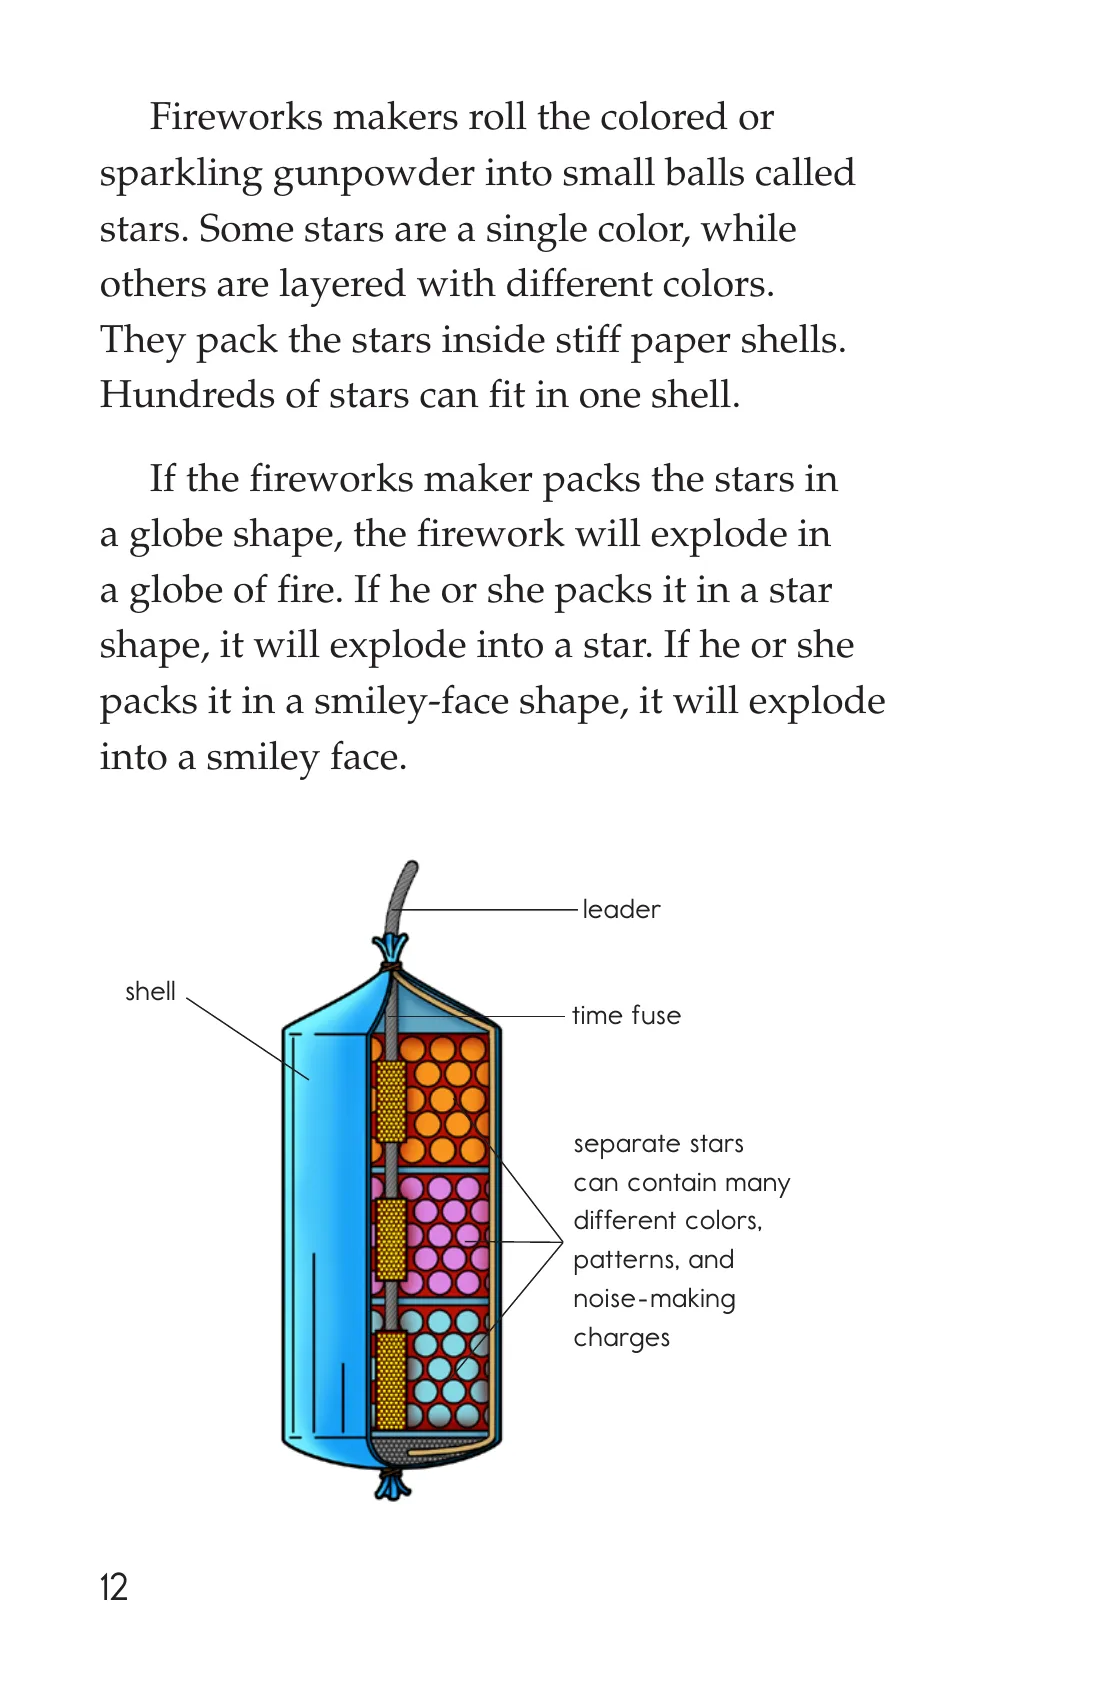 Fireworks makers roll the colored or
sparkling gunpowder into small balls called
stars. Some stars are a single color, while
others are layered with different colors.
They pack the stars inside stiff paper shells.
Hundreds of stars can fit in one shell.
If the fireworks maker packs the stars in
a globe shape, the firework will explode in
a globe of fire. If he or she packs it in a star
shape, it will explode into a star. If he or she
packs it in a smiley-face shape, it will explode
into a smiley face.
leader
shell
time fuse
separate stars
can contain many
different colors,
patterns, and
noise-making
charges
12